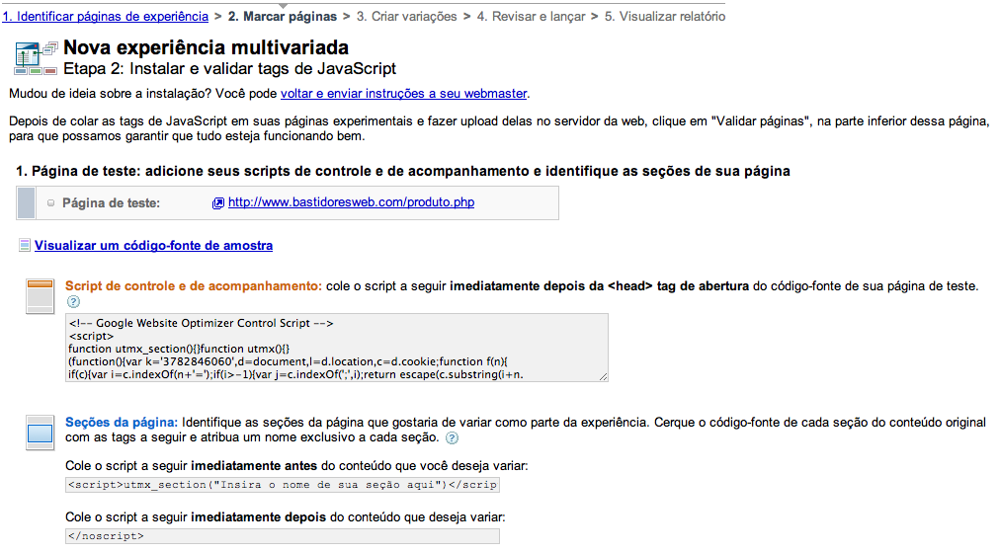 1. Identificar páginas de experiência > 2. Marcar páginas > 3. Criar variações > 4. Revisar e lançar > 5. Visualizar relatório
Nova experiência multivariada
Etapa 2: Instalar e validar tags de JavaScript
Mudou de ideia sobre a instalação? Você pode voltar e enviar instruções a seu webmaster.
Depois de colar as tags de JavaScript em suas páginas experimentais e fazer upload delas no servidor da web, clique em "Validar páginas", na parte inferior dessa página,
para que possamos garantir que tudo esteja funcionando bem.
1. Página de teste: adicione seus scripts de controle e de acompanhamento e identifique as seções de sua página
Página de teste: http://www.bastidoresweb.com/produto.php
Visualizar um código-fonte de amostra
Script de controle e de acompanhamento: cole o script a seguir imediatamente depois da <head> tag de abertura do código-fonte de sua página de teste.
?
<!-- Google Website Optimizer Control Script -->
<script>
function utmx_section(){}function utmx(){}
(function(){var k='3782846060',d=document,l=d.location,c=d.cookie;function f(n){
if(c){var i=c.indexOf(n+'=');if(i>-1){var j=c.indexOf(';',i);return escape(c.substring(i+n.
Seções da página: Identifique as seções da página que gostaria de variar como parte da experiência. Cerque o código-fonte de cada seção do conteúdo original
com as tags a seguir e atribua um nome exclusivo a cada seção. ?
Cole o script a seguir imediatamente antes do conteúdo que você deseja variar:
<script>utmx_section("Insira o nome de sua seção aqui")</scrip
Cole o script a seguir imediatamente depois do conteúdo que deseja variar:
</noscript>